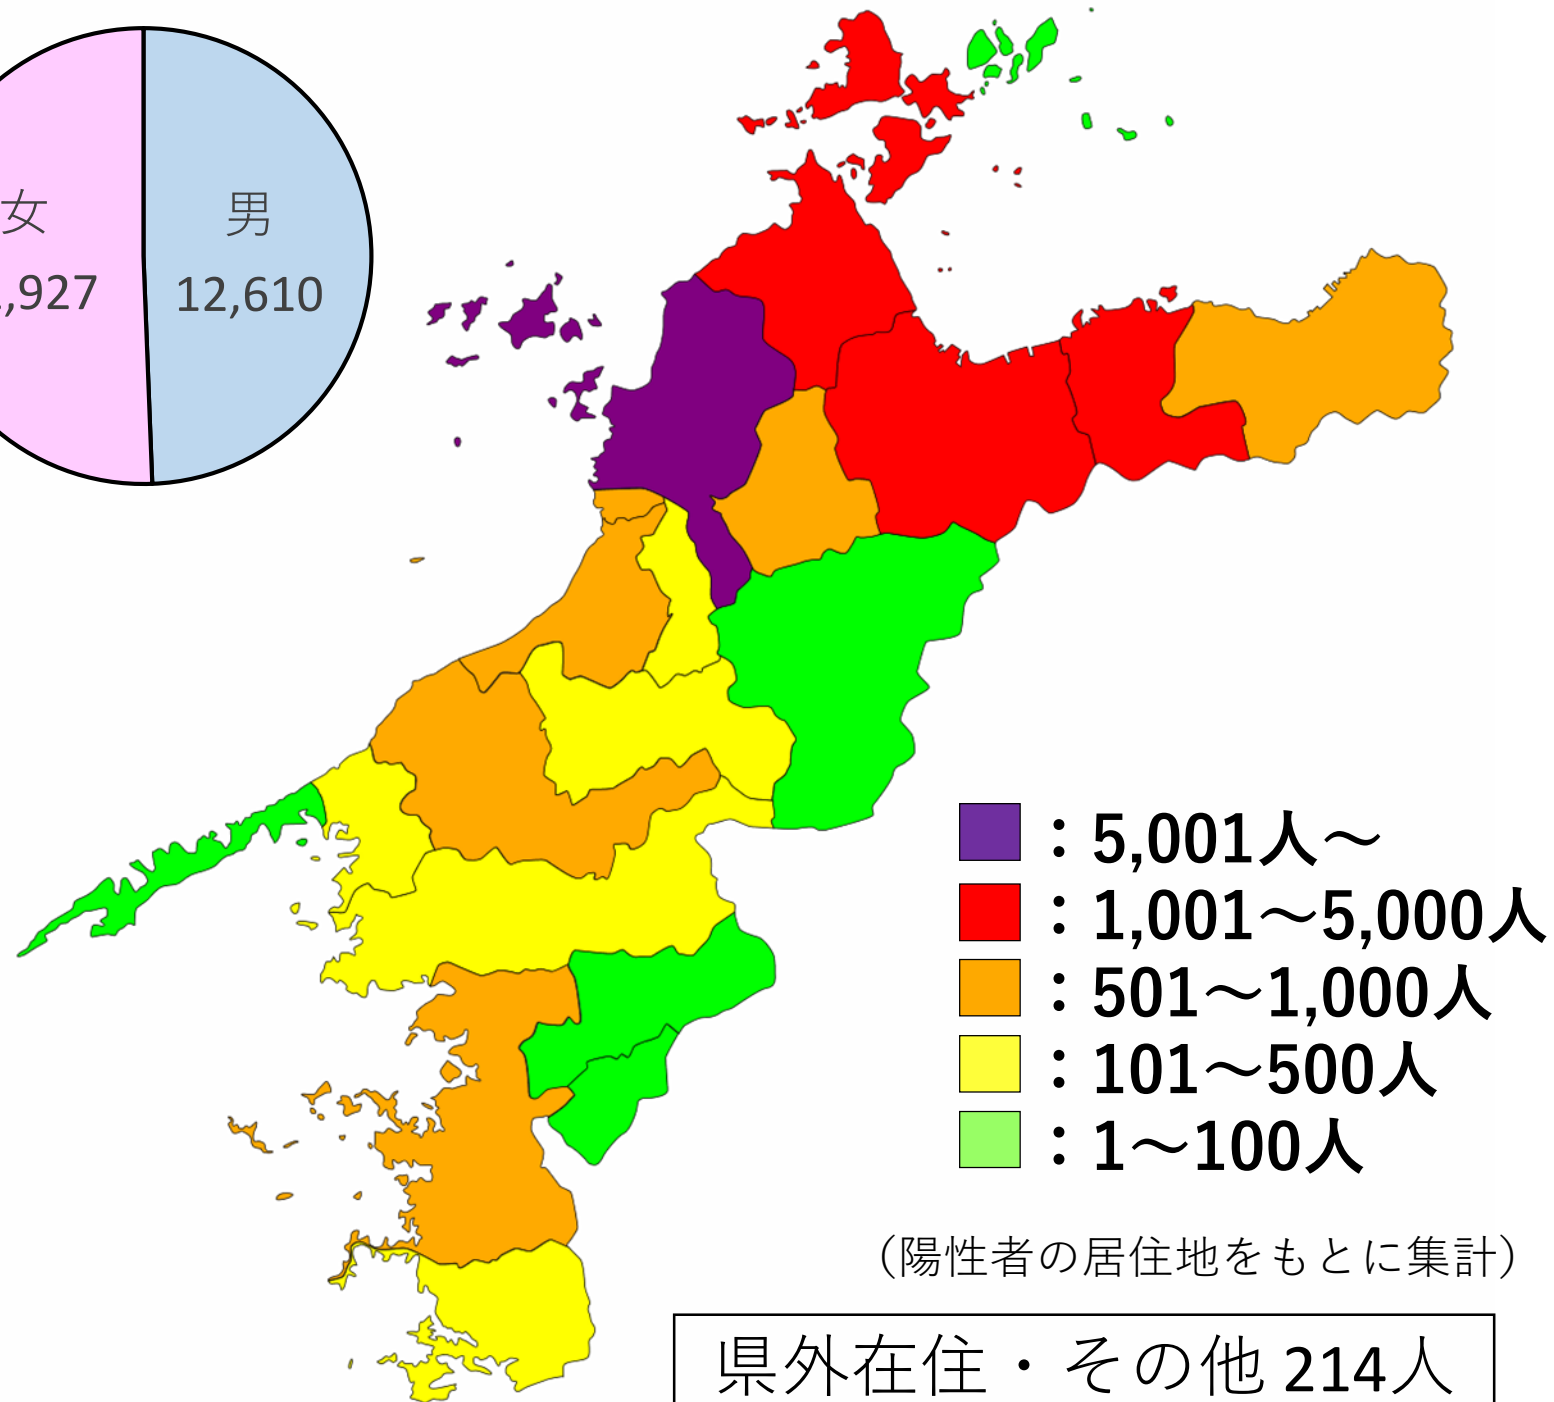 女
男
,927
12,610
：5,001人～
：1,001～5,000人
：501～1,000人
：101～500人
：1～100人
（陽性者の居住地をもとに集計）
県外在住・その他 214人